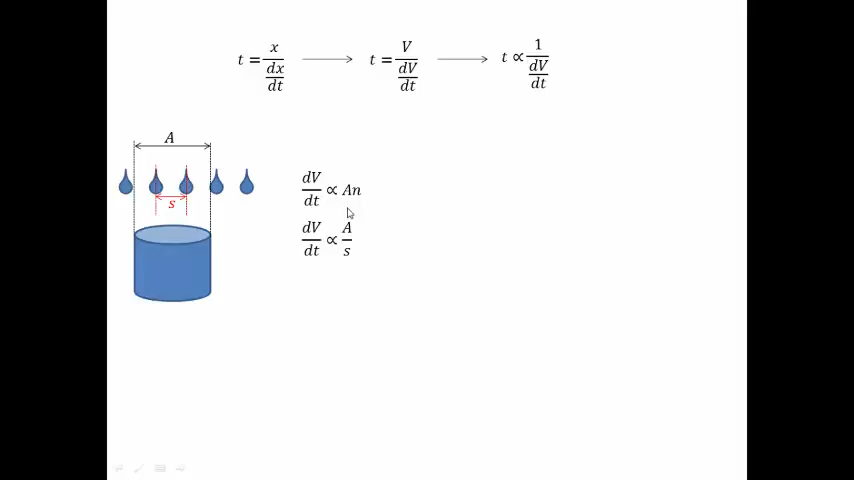 t = x / (dx/dt) ⟶ t = V / (dV/dt) ⟶ t ∝ 1 / (dV/dt)
A
s
dV/dt ∝ An
dV/dt ∝ A/s